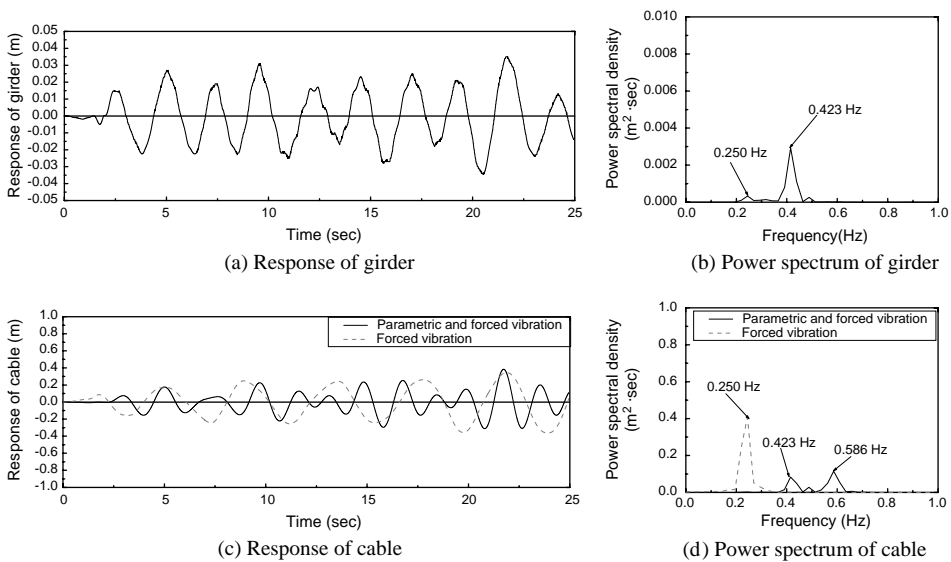 Response of girder (m)
0.05
0.04
0.03
0.02
0.01
0.00
-0.01
-0.02
-0.03
-0.04
-0.05
0 5 10 15 20 25
Time (sec)
(a) Response of girder
Power spectral density
(m² ·sec)
0.010
0.008
0.006
0.004
0.002
0.000
0.423 Hz
0.250 Hz
0.0 0.2 0.4 0.6 0.8 1.0
Frequency(Hz)
(b) Power spectrum of girder
Response of cable (m)
1.0
0.8
0.6
0.4
0.2
0.0
-0.2
-0.4
-0.6
-0.8
-1.0
Parametric and forced vibration
Forced vibration
0 5 10 15 20 25
Time (sec)
(c) Response of cable
Power spectral density
(m² ·sec)
1.0
0.8
0.6
0.4
0.2
0.0
Parametric and forced vibration
Forced vibration
0.250 Hz
0.423 Hz
0.586 Hz
0.0 0.2 0.4 0.6 0.8 1.0
Frequency (Hz)
(d) Power spectrum of cable